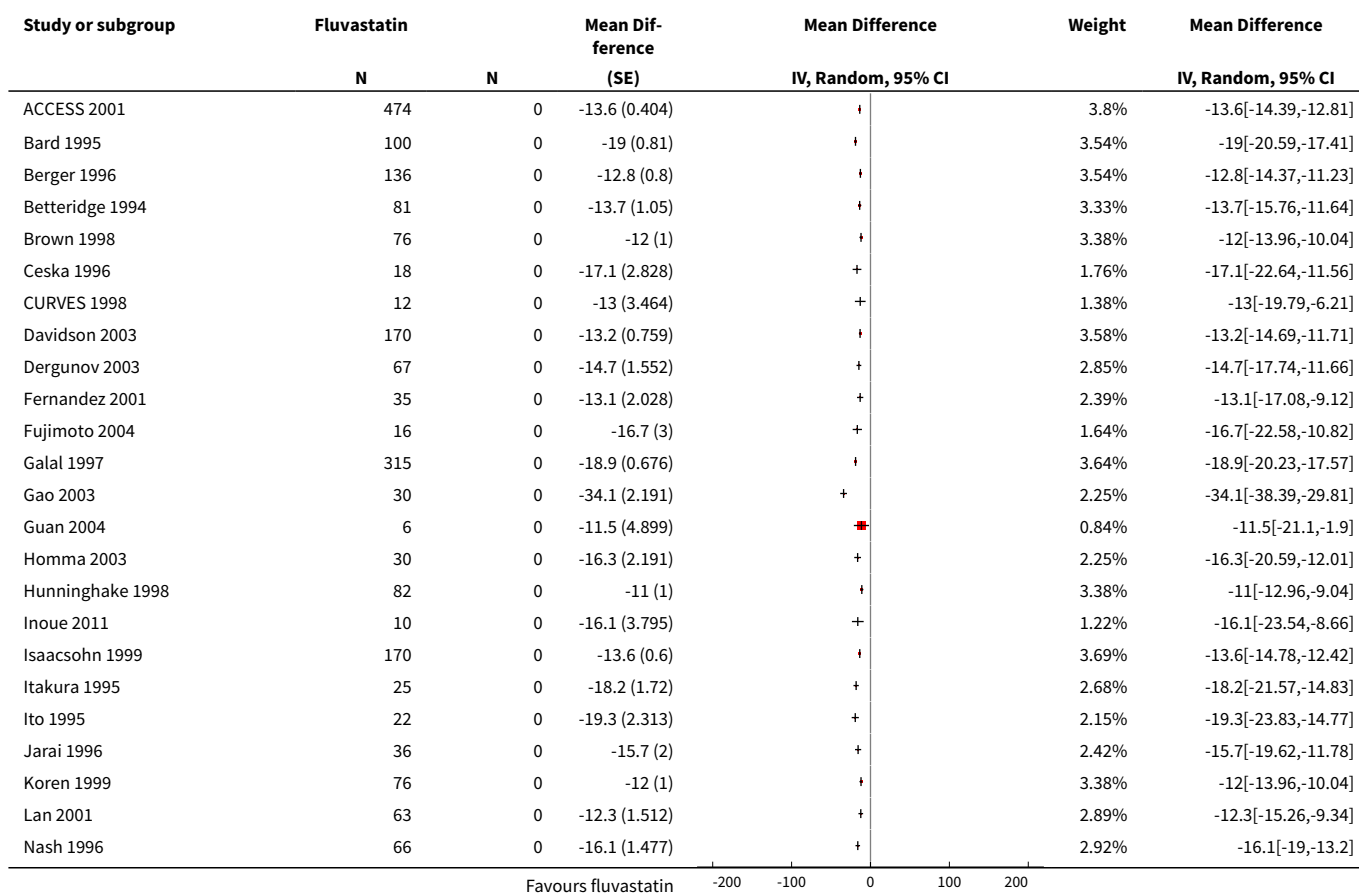 Study or subgroup Fluvastatin Mean Dif- Mean Difference Weight Mean Difference
ference
N N (SE) IV, Random, 95% CI IV, Random, 95% CI
ACCESS 2001 474 0 -13.6 (0.404) 3.8% -13.6[-14.39,-12.81]
Bard 1995 100 0 -19 (0.81) 3.54% -19[-20.59,-17.41]
Berger 1996 136 0 -12.8 (0.8) 3.54% -12.8[-14.37,-11.23]
Betteridge 1994 81 0 -13.7 (1.05) 3.33% -13.7[-15.76,-11.64]
Brown 1998 76 0 -12 (1) 3.38% -12[-13.96,-10.04]
Ceska 1996 18 0 -17.1 (2.828) 1.76% -17.1[-22.64,-11.56]
CURVES 1998 12 0 -13 (3.464) 1.38% -13[-19.79,-6.21]
Davidson 2003 170 0 -13.2 (0.759) 3.58% -13.2[-14.69,-11.71]
Dergunov 2003 67 0 -14.7 (1.552) 2.85% -14.7[-17.74,-11.66]
Fernandez 2001 35 0 -13.1 (2.028) 2.39% -13.1[-17.08,-9.12]
Fujimoto 2004 16 0 -16.7 (3) 1.64% -16.7[-22.58,-10.82]
Galal 1997 315 0 -18.9 (0.676) 3.64% -18.9[-20.23,-17.57]
Gao 2003 30 0 -34.1 (2.191) 2.25% -34.1[-38.39,-29.81]
Guan 2004 6 0 -11.5 (4.899) 0.84% -11.5[-21.1,-1.9]
Homma 2003 30 0 -16.3 (2.191) 2.25% -16.3[-20.59,-12.01]
Hunninghake 1998 82 0 -11 (1) 3.38% -11[-12.96,-9.04]
Inoue 2011 10 0 -16.1 (3.795) 1.22% -16.1[-23.54,-8.66]
Isaacsohn 1999 170 0 -13.6 (0.6) 3.69% -13.6[-14.78,-12.42]
Itakura 1995 25 0 -18.2 (1.72) 2.68% -18.2[-21.57,-14.83]
Ito 1995 22 0 -19.3 (2.313) 2.15% -19.3[-23.83,-14.77]
Jarai 1996 36 0 -15.7 (2) 2.42% -15.7[-19.62,-11.78]
Koren 1999 76 0 -12 (1) 3.38% -12[-13.96,-10.04]
Lan 2001 63 0 -12.3 (1.512) 2.89% -12.3[-15.26,-9.34]
Nash 1996 66 0 -16.1 (1.477) 2.92% -16.1[-19,-13.2]
Favours fluvastatin -200 -100 0 100 200